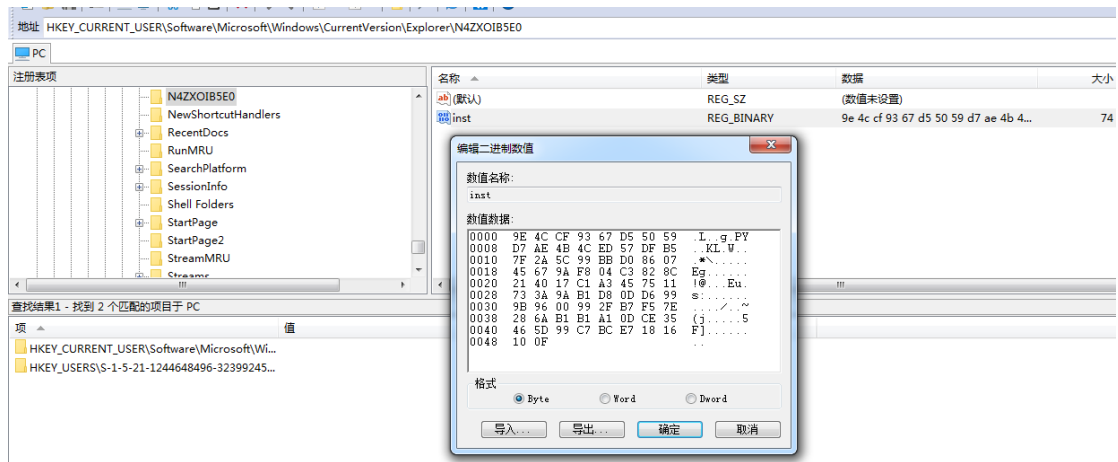 地址 HKEY_CURRENT_USER\Software\Microsoft\Windows\CurrentVersion\Explorer\N4ZXOIB5E0
PC
注册表项
N4ZXOIB5E0
NewShortcutHandlers
RecentDocs
RunMRU
SearchPlatform
SessionInfo
Shell Folders
StartPage
StartPage2
StreamMRU
Streams
名称 类型 数据 大小
(默认) REG_SZ (数值未设置)
inst REG_BINARY 9e 4c cf 93 67 d5 50 59 d7 ae 4b 4... 74
编辑二进制数值
数值名称:
inst
数值数据:
0000 9E 4C CF 93 67 D5 50 59 .L..g.PY
0008 D7 AE 4B 4C ED 57 DF B5 ..KL.W..
0010 7F 2A 5C 99 BB D0 86 07 .*\.....
0018 45 67 9A F8 04 C3 82 8C Eg......
0020 21 40 17 C1 A3 45 75 11 !@...Eu.
0028 73 3A 9A B1 D8 0D D6 99 s:......
0030 9B 96 00 99 2F B7 F5 7E ..../..~
0038 28 6A B1 B1 A1 0D CE 35 (j.....5
0040 46 5D 99 C7 BC E7 18 16 F]......
0048 10 0F ..
格式
Byte Word Dword
导入... 导出... 确定 取消
查找结果1 - 找到 2 个匹配的项目于 PC
项 值
HKEY_CURRENT_USER\Software\Microsoft\Wi...
HKEY_USERS\S-1-5-21-1244648496-32399245...